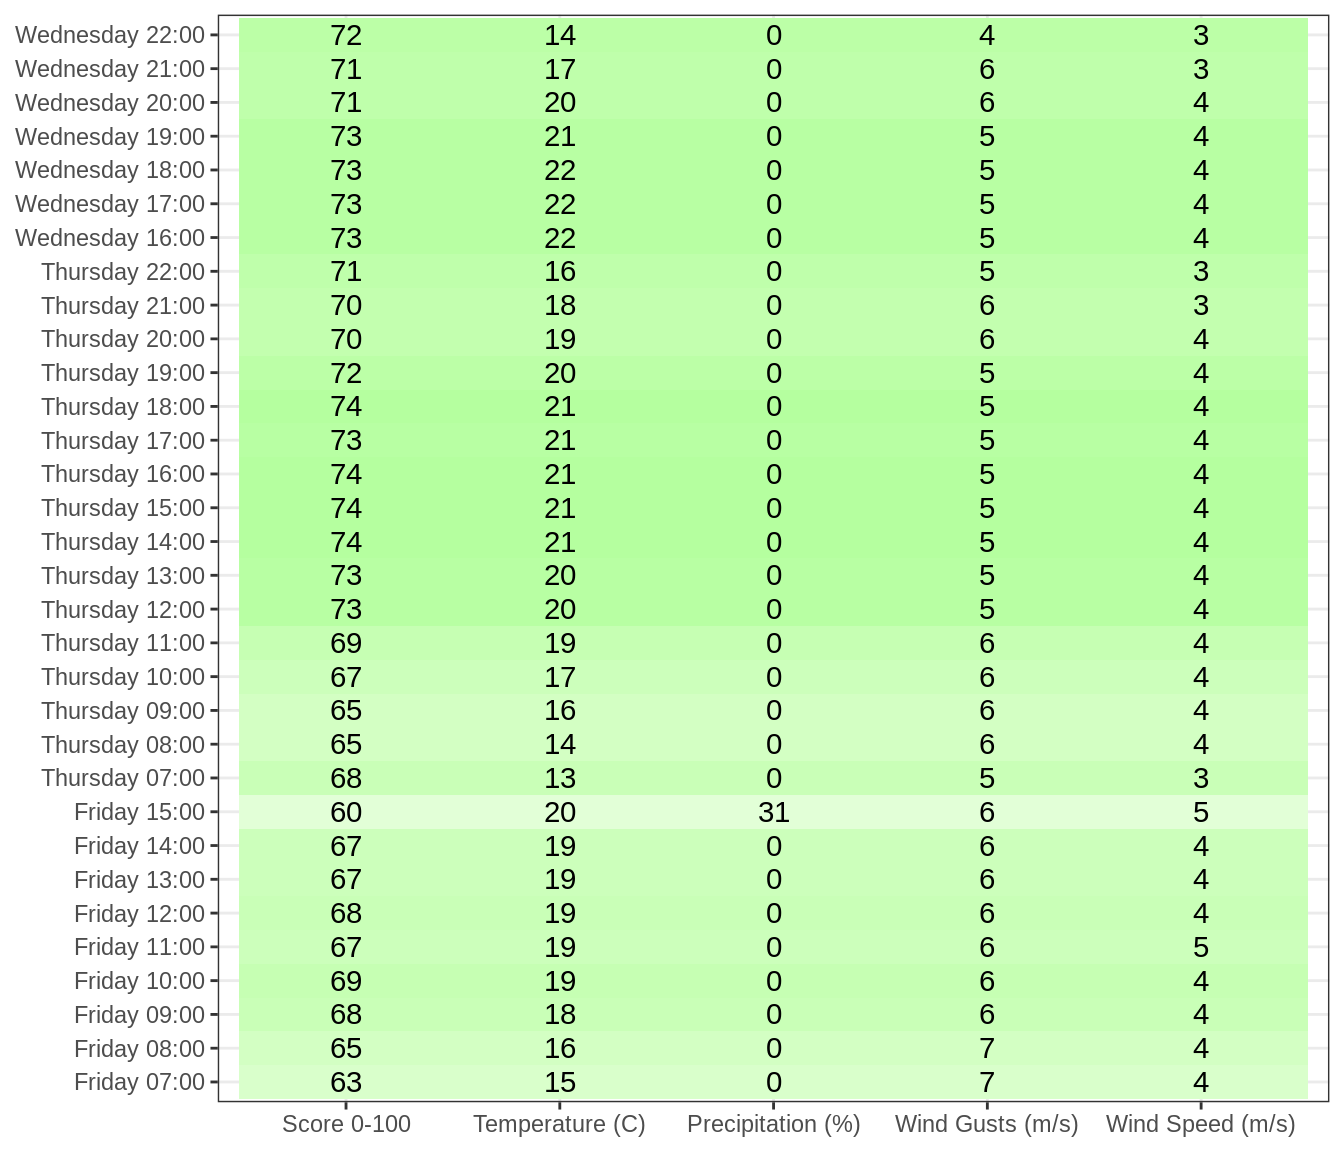 Wednesday 22:00 72 14 0 4 3
Wednesday 21:00 71 17 0 6 3
Wednesday 20:00 71 20 0 6 4
Wednesday 19:00 73 21 0 5 4
Wednesday 18:00 73 22 0 5 4
Wednesday 17:00 73 22 0 5 4
Wednesday 16:00 73 22 0 5 4
Thursday 22:00 71 16 0 5 3
Thursday 21:00 70 18 0 6 3
Thursday 20:00 70 19 0 6 4
Thursday 19:00 72 20 0 5 4
Thursday 18:00 74 21 0 5 4
Thursday 17:00 73 21 0 5 4
Thursday 16:00 74 21 0 5 4
Thursday 15:00 74 21 0 5 4
Thursday 14:00 74 21 0 5 4
Thursday 13:00 73 20 0 5 4
Thursday 12:00 73 20 0 5 4
Thursday 11:00 69 19 0 6 4
Thursday 10:00 67 17 0 6 4
Thursday 09:00 65 16 0 6 4
Thursday 08:00 65 14 0 6 4
Thursday 07:00 68 13 0 5 3
Friday 15:00 60 20 31 6 5
Friday 14:00 67 19 0 6 4
Friday 13:00 67 19 0 6 4
Friday 12:00 68 19 0 6 4
Friday 11:00 67 19 0 6 5
Friday 10:00 69 19 0 6 4
Friday 09:00 68 18 0 6 4
Friday 08:00 65 16 0 7 4
Friday 07:00 63 15 0 7 4
Score 0-100 Temperature (C) Precipitation (%) Wind Gusts (m/s) Wind Speed (m/s)